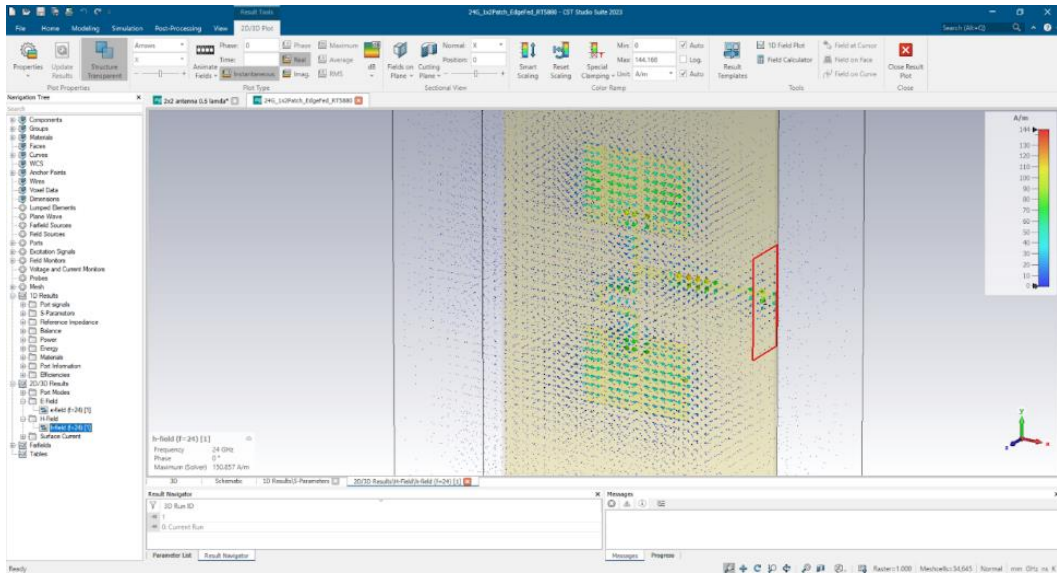 Result Tools
24G_1x2Patch_EdgeFed_RT5880 - CST Studio Suite 2023
File Home Modeling Simulation Post-Processing View 2D/3D Plot
Search (Alt+Q)
Properties Update Results Structure Transparent
Arrows
X
Plot Properties
Animate Fields
Phase: 0
Time:
Instantaneous
Phase Maximum
Real Average
Imag. RMS
dB
Plot Type
Fields on Plane Cutting Plane
Normal: X
Position: 0
Sectional View
Smart Scaling Reset Scaling Special Clamping
Min: 0 Auto
Max: 144.166 Log.
Unit: A/m Auto
Color Ramp
Result Templates
1D Field Plot
Field Calculator
Field at Cursor
Field on Face
Field on Curve
Tools
Close Result Plot
Close
Navigation Tree
Search
Components
Groups
Materials
Faces
Curves
WCS
Anchor Points
Wires
Voxel Data
Dimensions
Lumped Elements
Plane Wave
Farfield Sources
Field Sources
Ports
Excitation Signals
Field Monitors
Voltage and Current Monitors
Probes
Mesh
1D Results
Port signals
S-Parameters
Reference Impedance
Balance
Power
Energy
Materials
Port Information
Efficiencies
2D/3D Results
Port Modes
E-Field
e-field (f=24) [1]
H-Field
h-field (f=24) [1]
Surface Current
Farfields
Tables
2x2 antenna 0,6 lamda*
24G_1x2Patch_EdgeFed_RT5880
A/m
144
130
120
110
100
90
80
70
60
50
40
30
20
10
0
y
z
x
h-field (f=24) [1]
Frequency 24 GHz
Phase 0°
Maximum (Solver) 150.857 A/m
3D Schematic 1D Results\S-Parameters 2D/3D Results\H-Field\h-field (f=24) [1]
Result Navigator
3D Run ID
0: Current Run
Parameter List Result Navigator
Messages
Messages Progress
Ready
Raster=1.000 Meshcells=34,645 Normal mm GHz ns K